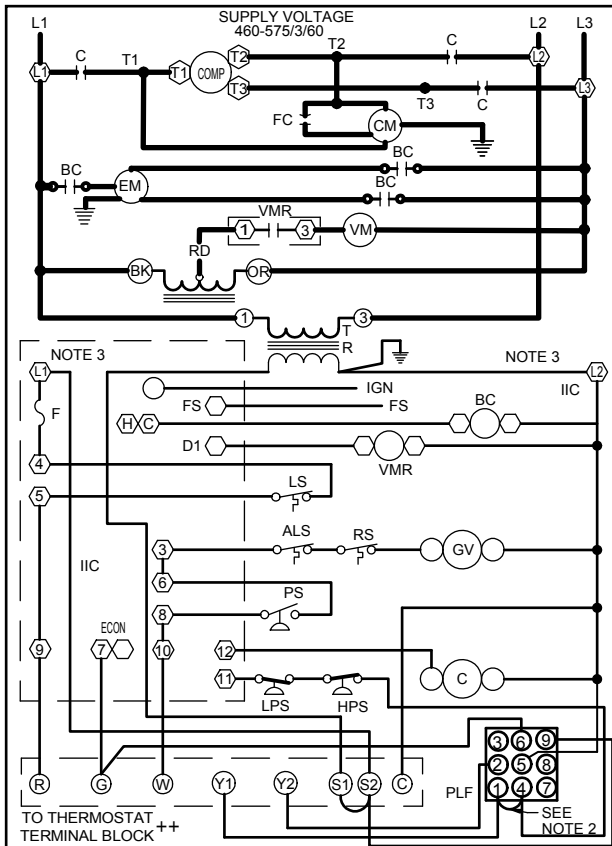 L1 SUPPLY VOLTAGE L2 L3
460-575/3/60
C T1 T2 C
L1 T1 COMP T2 L2
T3 T3 C L3
FC CM
BC BC
EM BC
VMR
1 3 VM
RD
BK OR
1 T 3
R
NOTE 3 NOTE 3
L1 L2
IGN IIC
F FS FS BC
H C
D1 VMR
4 LS
5
ALS RS
IIC 3 GV
6 PS
ECON 8
9 7 10 12 C
11
LPS HPS
3 6 9
2 5 8
1 4 7
R G W Y1 Y2 S1 S2 C PLF
TO THERMOSTAT SEE
TERMINAL BLOCK ++ NOTE 2